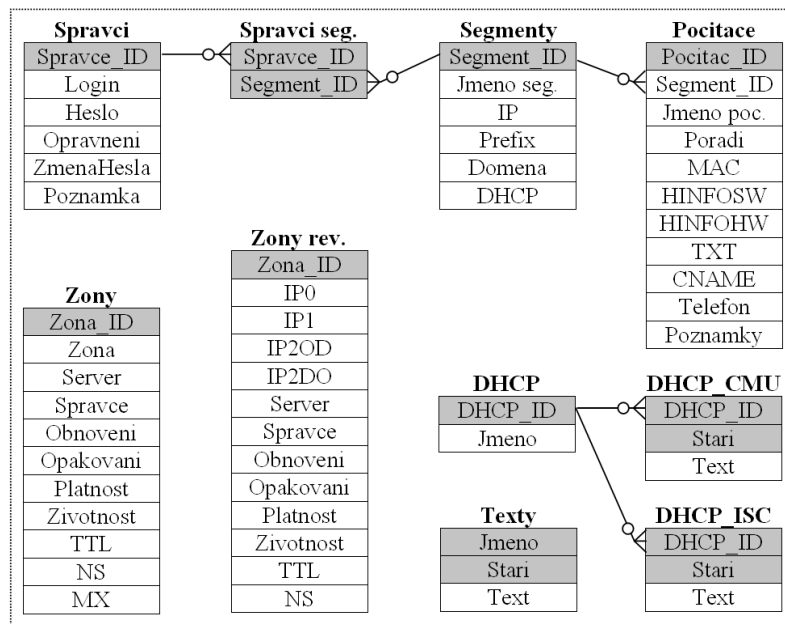 Spravci
Spravce_ID
Login
Heslo
Opravneni
ZmenaHesla
Poznamka
Spravci seg.
Spravce_ID
Segment_ID
Segmenty
Segment_ID
Jmeno seg.
IP
Prefix
Domena
DHCP
Pocitace
Pocitac_ID
Segment_ID
Jmeno poc.
Poradi
MAC
HINFOSW
HINFOHW
TXT
CNAME
Telefon
Poznamky
Zony
Zona_ID
Zona
Server
Spravce
Obnoveni
Opakovani
Platnost
Zivotnost
TTL
NS
MX
Zony rev.
Zona_ID
IP0
IP1
IP2OD
IP2DO
Server
Spravce
Obnoveni
Opakovani
Platnost
Zivotnost
TTL
NS
DHCP
DHCP_ID
Jmeno
DHCP_CMU
DHCP_ID
Stari
Text
Texty
Jmeno
Stari
Text
DHCP_ISC
DHCP_ID
Stari
Text